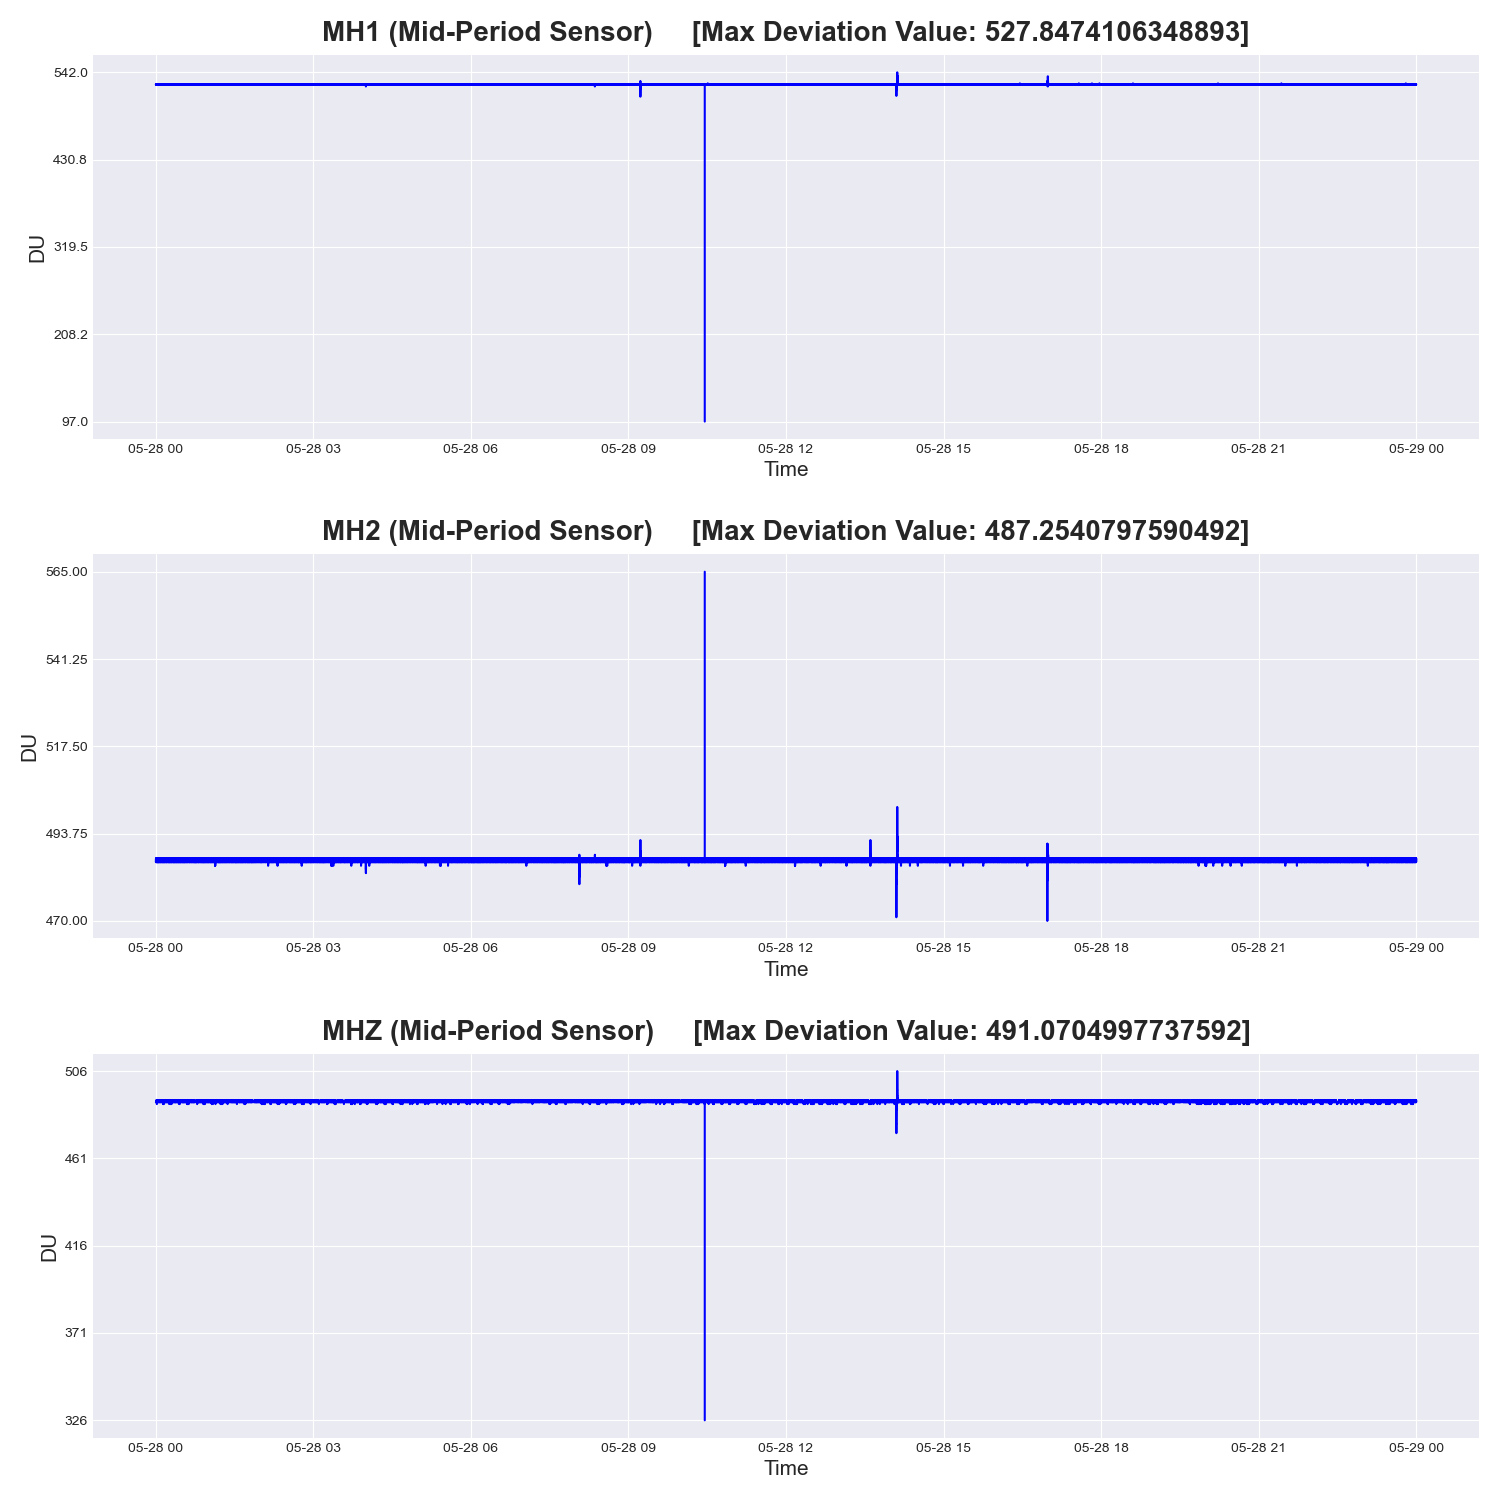 MH1 (Mid-Period Sensor) [Max Deviation Value: 527.8474106348893]
542.0
430.8
319.5
208.2
97.0
DU
05-28 00 05-28 03 05-28 06 05-28 09 05-28 12 05-28 15 05-28 18 05-28 21 05-29 00
Time
MH2 (Mid-Period Sensor) [Max Deviation Value: 487.2540797590492]
565.00
541.25
517.50
493.75
470.00
DU
05-28 00 05-28 03 05-28 06 05-28 09 05-28 12 05-28 15 05-28 18 05-28 21 05-29 00
Time
MHZ (Mid-Period Sensor) [Max Deviation Value: 491.0704997737592]
506
461
416
371
326
DU
05-28 00 05-28 03 05-28 06 05-28 09 05-28 12 05-28 15 05-28 18 05-28 21 05-29 00
Time